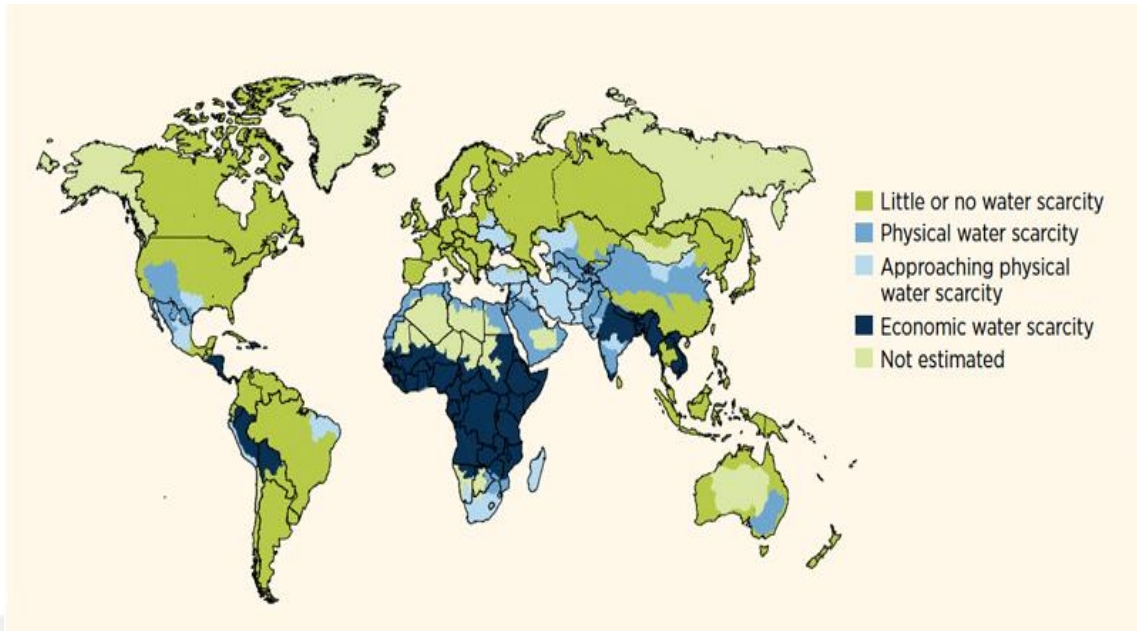 Little or no water scarcity
Physical water scarcity
Approaching physical
water scarcity
Economic water scarcity
Not estimated